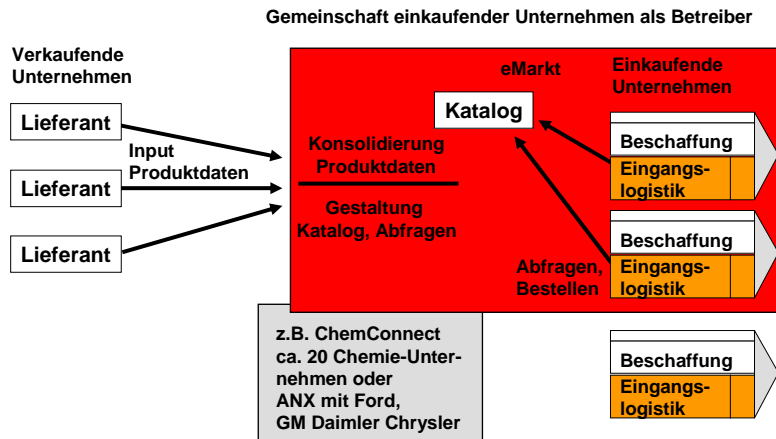 Gemeinschaft einkaufender Unternehmen als Betreiber
Verkaufende
Unternehmen
Lieferant
Lieferant
Lieferant
Input
Produktdaten
Konsolidierung
Produktdaten
Gestaltung
Katalog, Abfragen
eMarkt
Katalog
Einkaufende
Unternehmen
Beschaffung
Eingangs-
logistik
Beschaffung
Eingangs-
logistik
Abfragen,
Bestellen
z.B. ChemConnect
ca. 20 Chemie-Unter-
nehmen oder
ANX mit Ford,
GM Daimler Chrysler
Beschaffung
Eingangs-
logistik